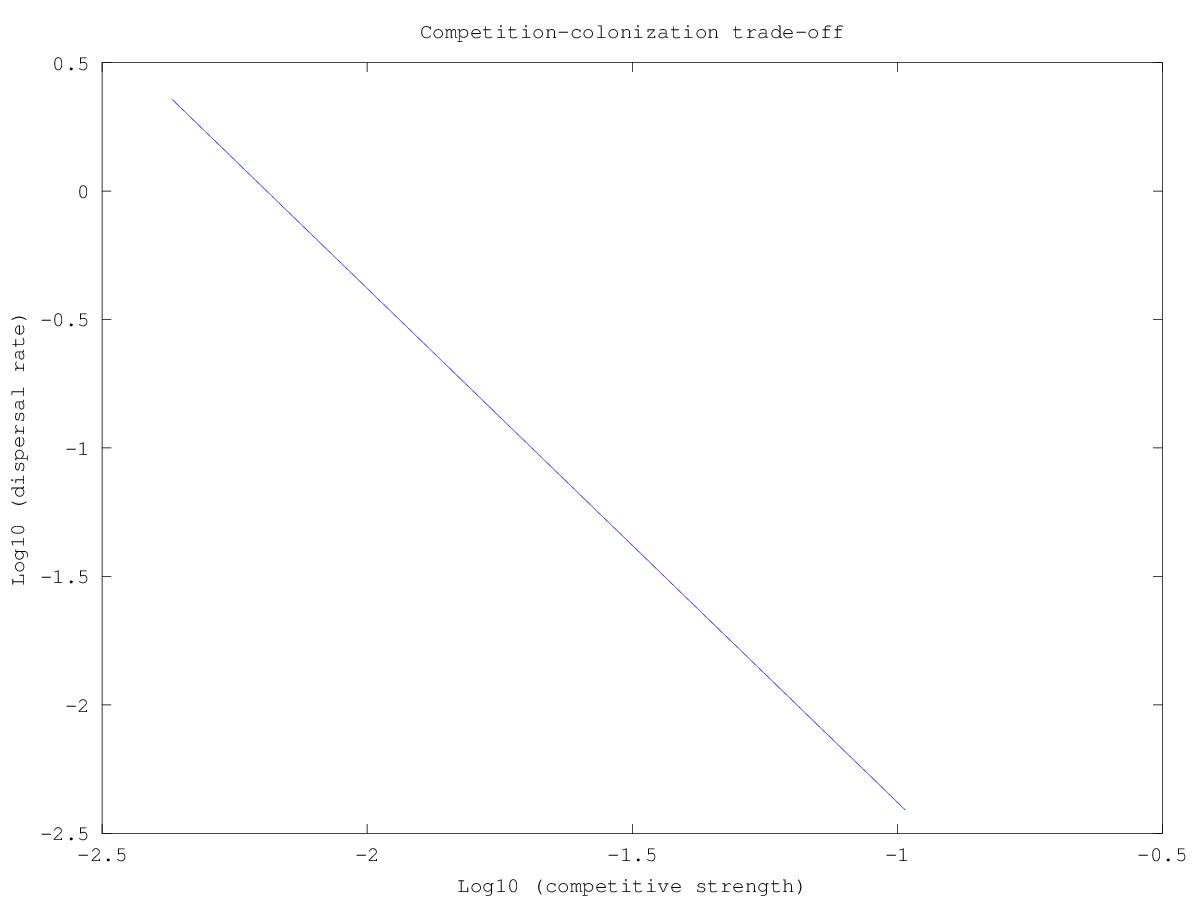 Competition-colonization trade-off
0.5
0
-0.5
-1
-1.5
-2
-2.5
Log10 (dispersal rate)
-2.5 -2 -1.5 -1 -0.5
Log10 (competitive strength)